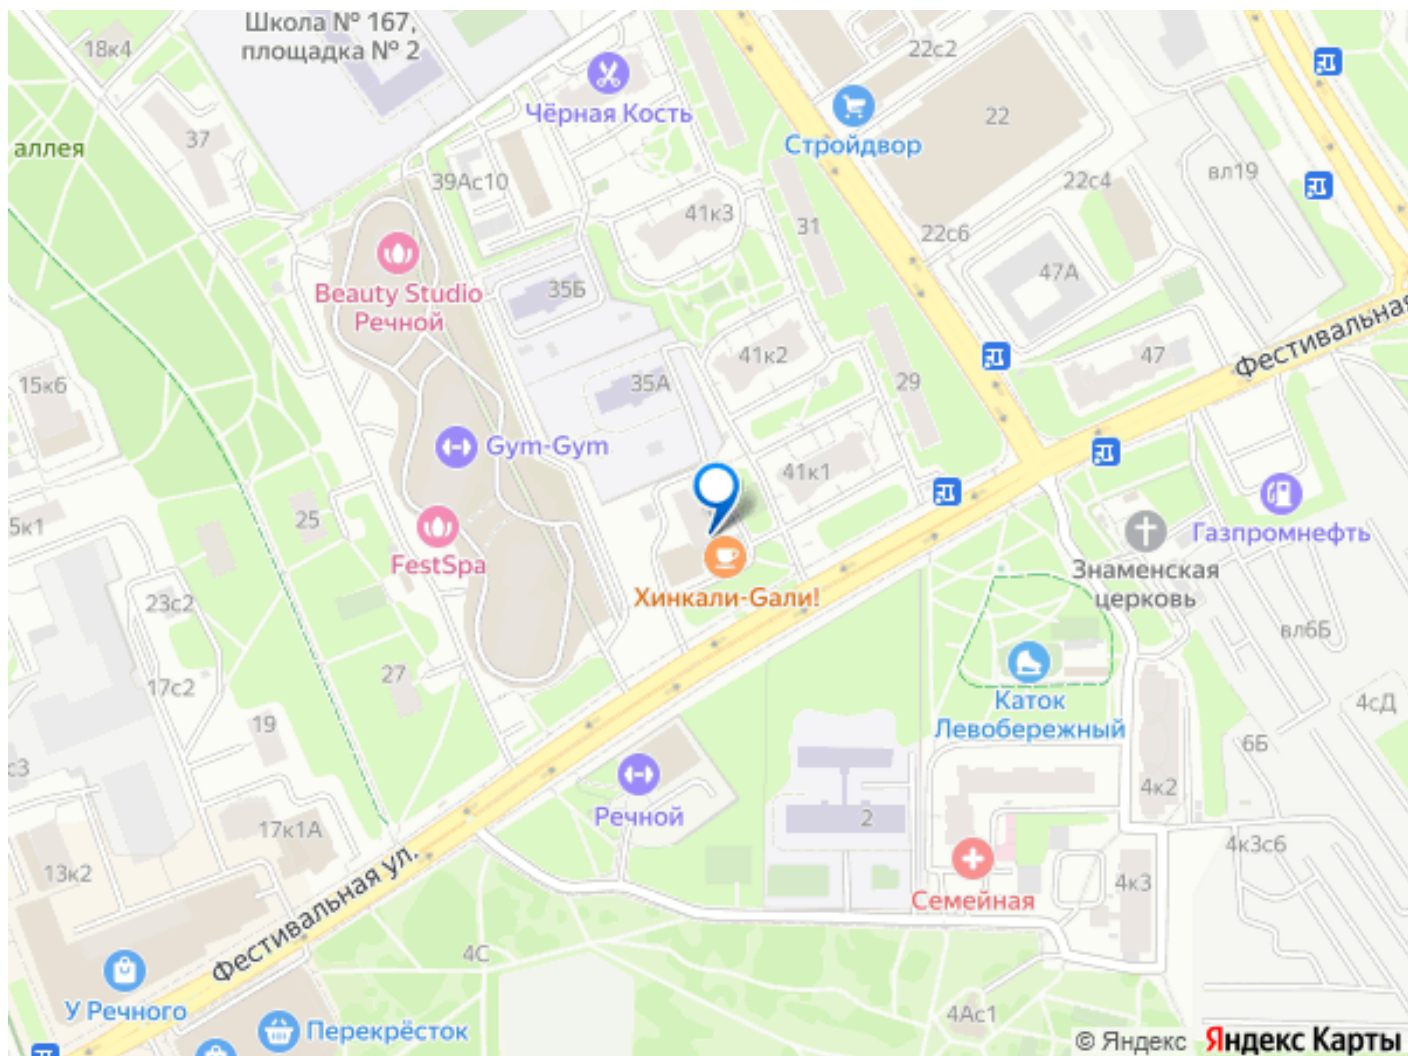 Школа № 167,
площадка № 2
18к4
22с2
Чёрная Кость
Стройдвор
22
37
аллея
39Ас10
вл19
22с4
41к3
31
22с6
47А
35Б
Beauty Studio
Речной
Фестивальная
41к2
47
15к6
35А
29
Gym-Gym
41к1
25
5к1
FestSpa
Газпромнефть
Знаменская
церковь
Хинкали-Gали!
23с2
вл6Б
27
17с2
Каток
Левобережный
4сД
19
6Б
с3
4к2
Речной
2
17к1А
4к3с6
13к2
4к3
Семейная
Фестивальная ул.
4С
У Речного
4Ас1
Перекрёсток
© Яндекс Яндекс Карты